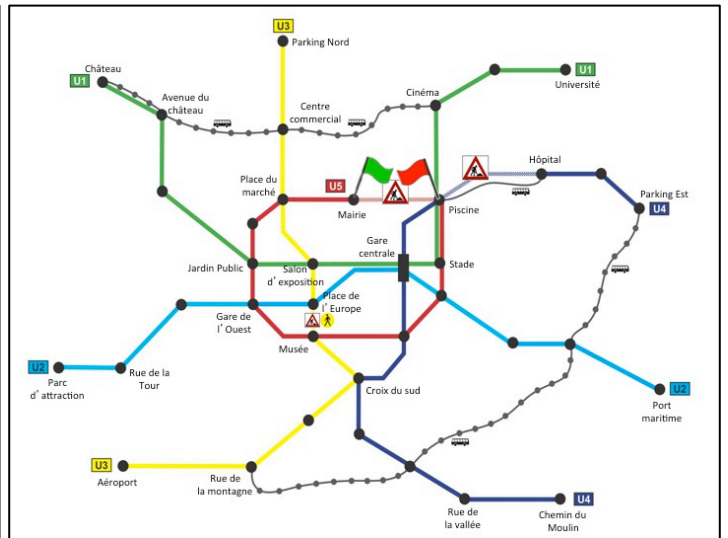 U3
Parking Nord
Château
U1
Avenue du
château
Centre
commercial
Cinéma
U1
Université
Place du
marché
U5
Mairie
Piscine
Hôpital
Parking Est
U4
Gare
centrale
Jardin Public
Salon
d'exposition
Stade
Gare de
l'Ouest
Place de
l'Europe
Musée
U2
Parc
d'attraction
Rue de la
Tour
Croix du sud
U2
Port
maritime
U3
Aéroport
Rue de
la montagne
Rue de
la vallée
Chemin du
Moulin
U4